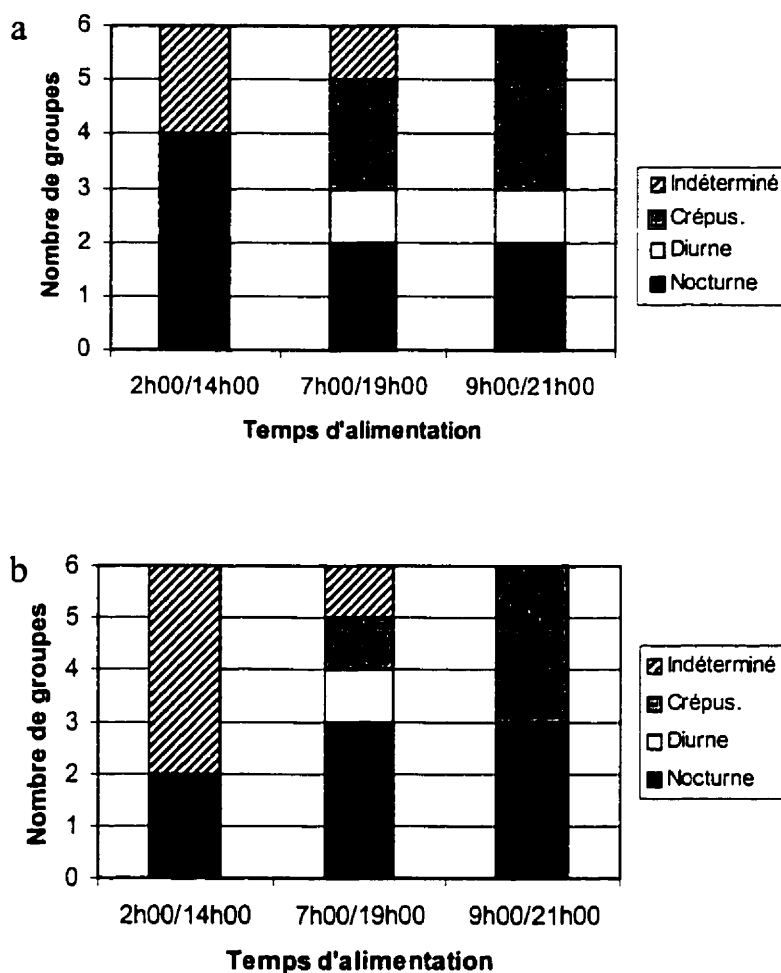 a
Nombre de groupes
6
5
4
3
2
1
0
2h00/14h00 7h00/19h00 9h00/21h00
Temps d'alimentation
Indéterminé
Crépus.
Diurne
Nocturne
b
Nombre de groupes
6
5
4
3
2
1
0
2h00/14h00 7h00/19h00 9h00/21h00
Temps d'alimentation
Indéterminé
Crépus.
Diurne
Nocturne